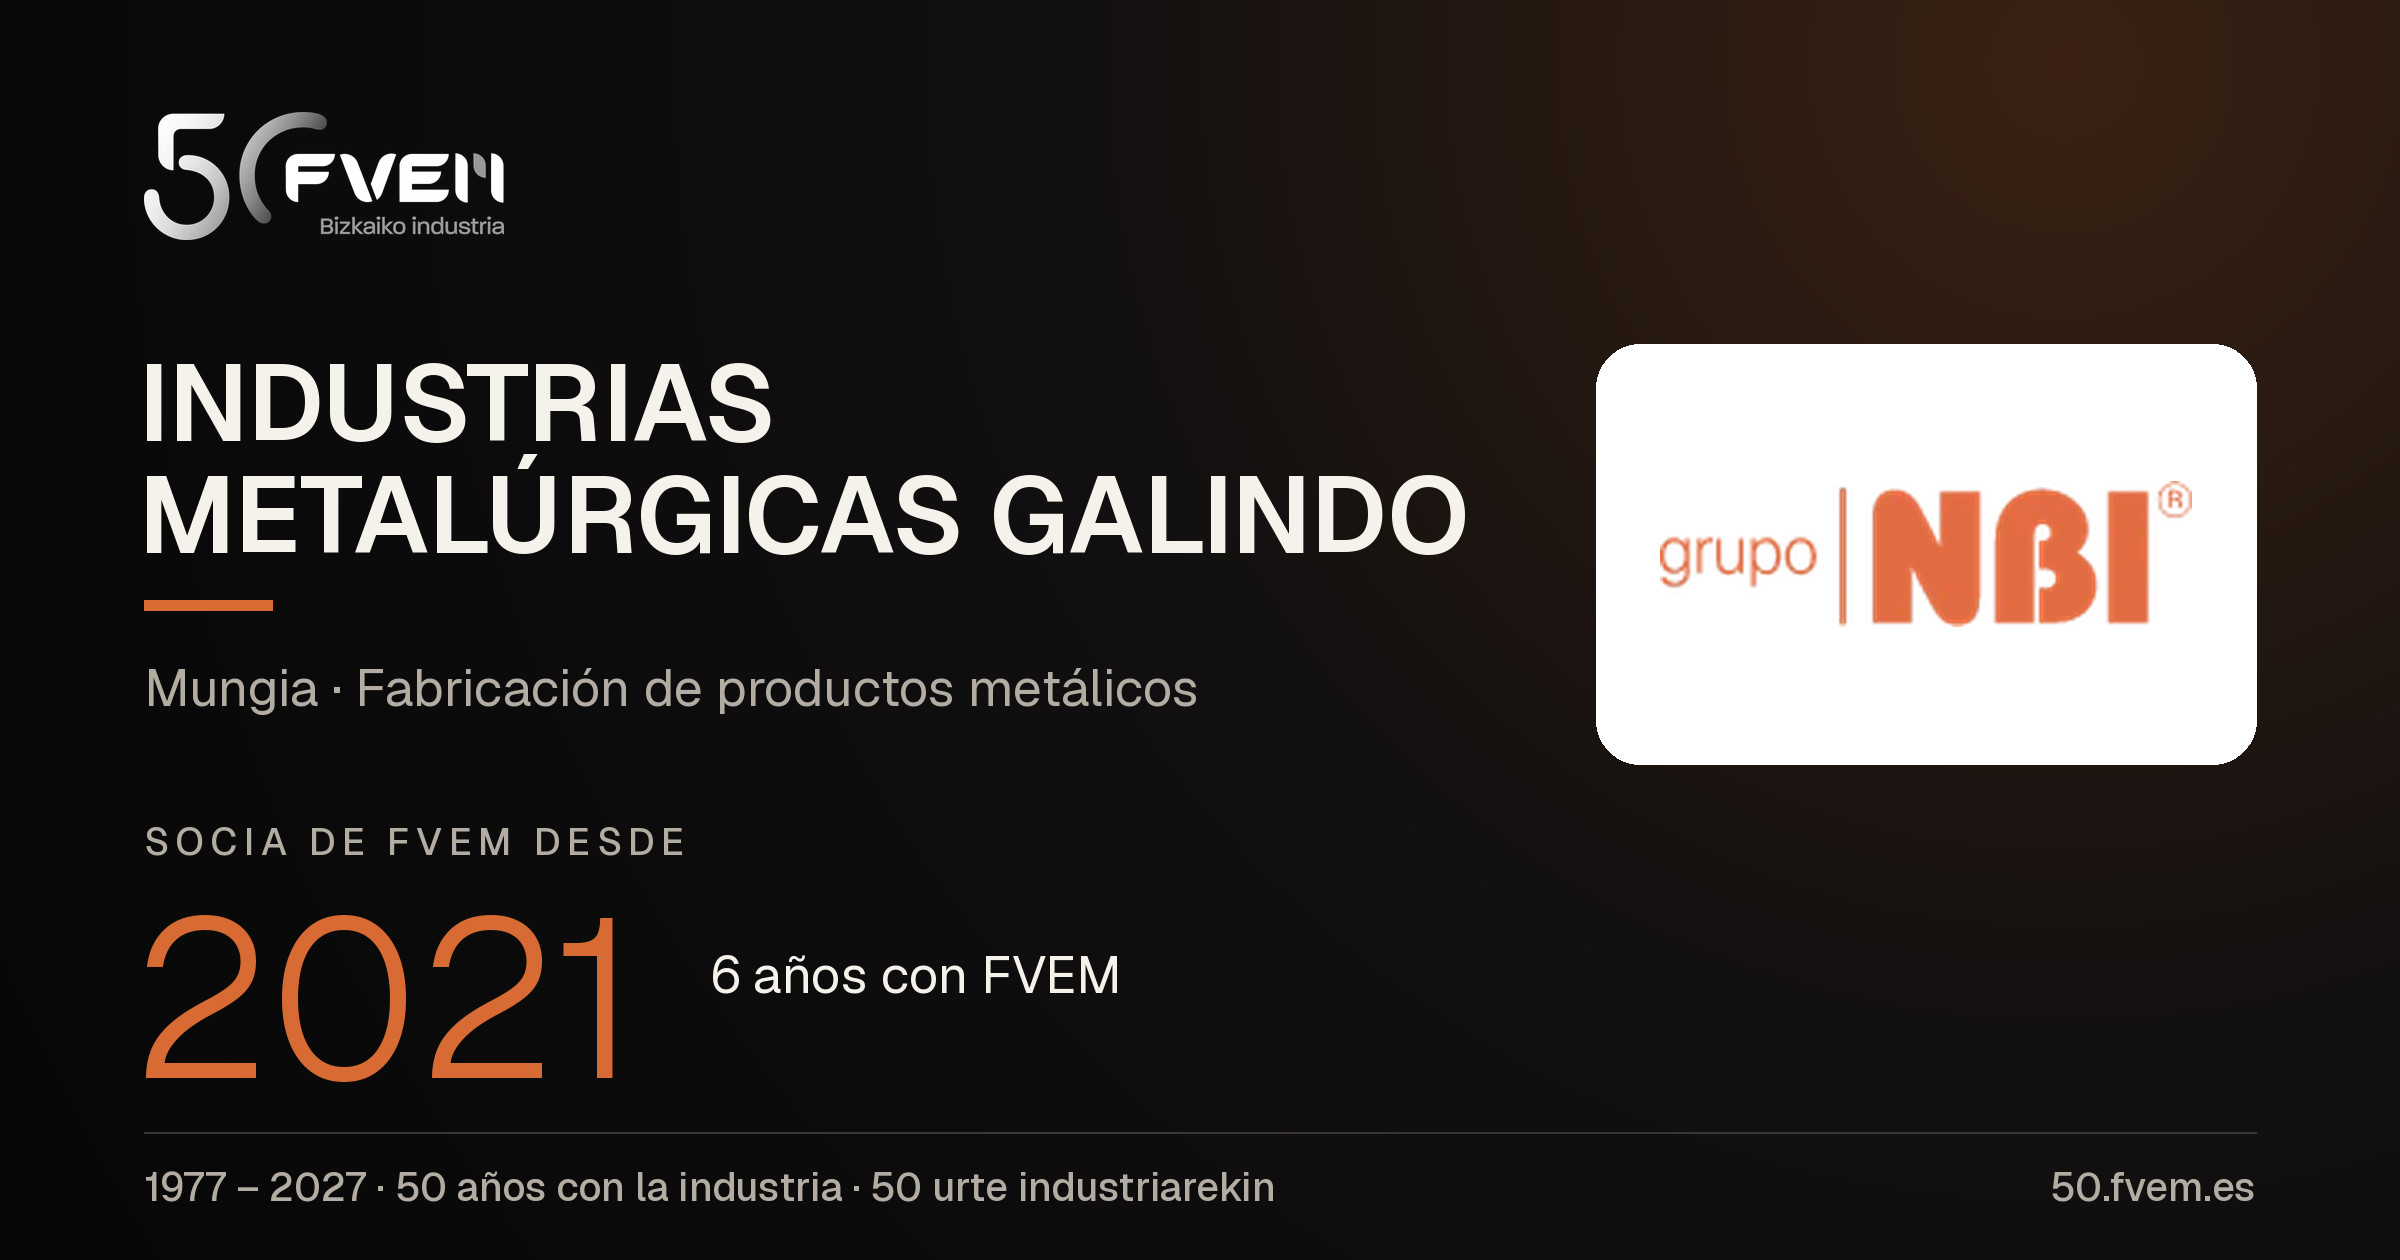 50 FVEM
Bizkaiko industria
INDUSTRIAS
METALÚRGICAS GALINDO
grupo NBI ®
Mungia · Fabricación de productos metálicos
SOCIA DE FVEM DESDE
2021
6 años con FVEM
1977 – 2027 · 50 años con la industria · 50 urte industriarekin
50.fvem.es